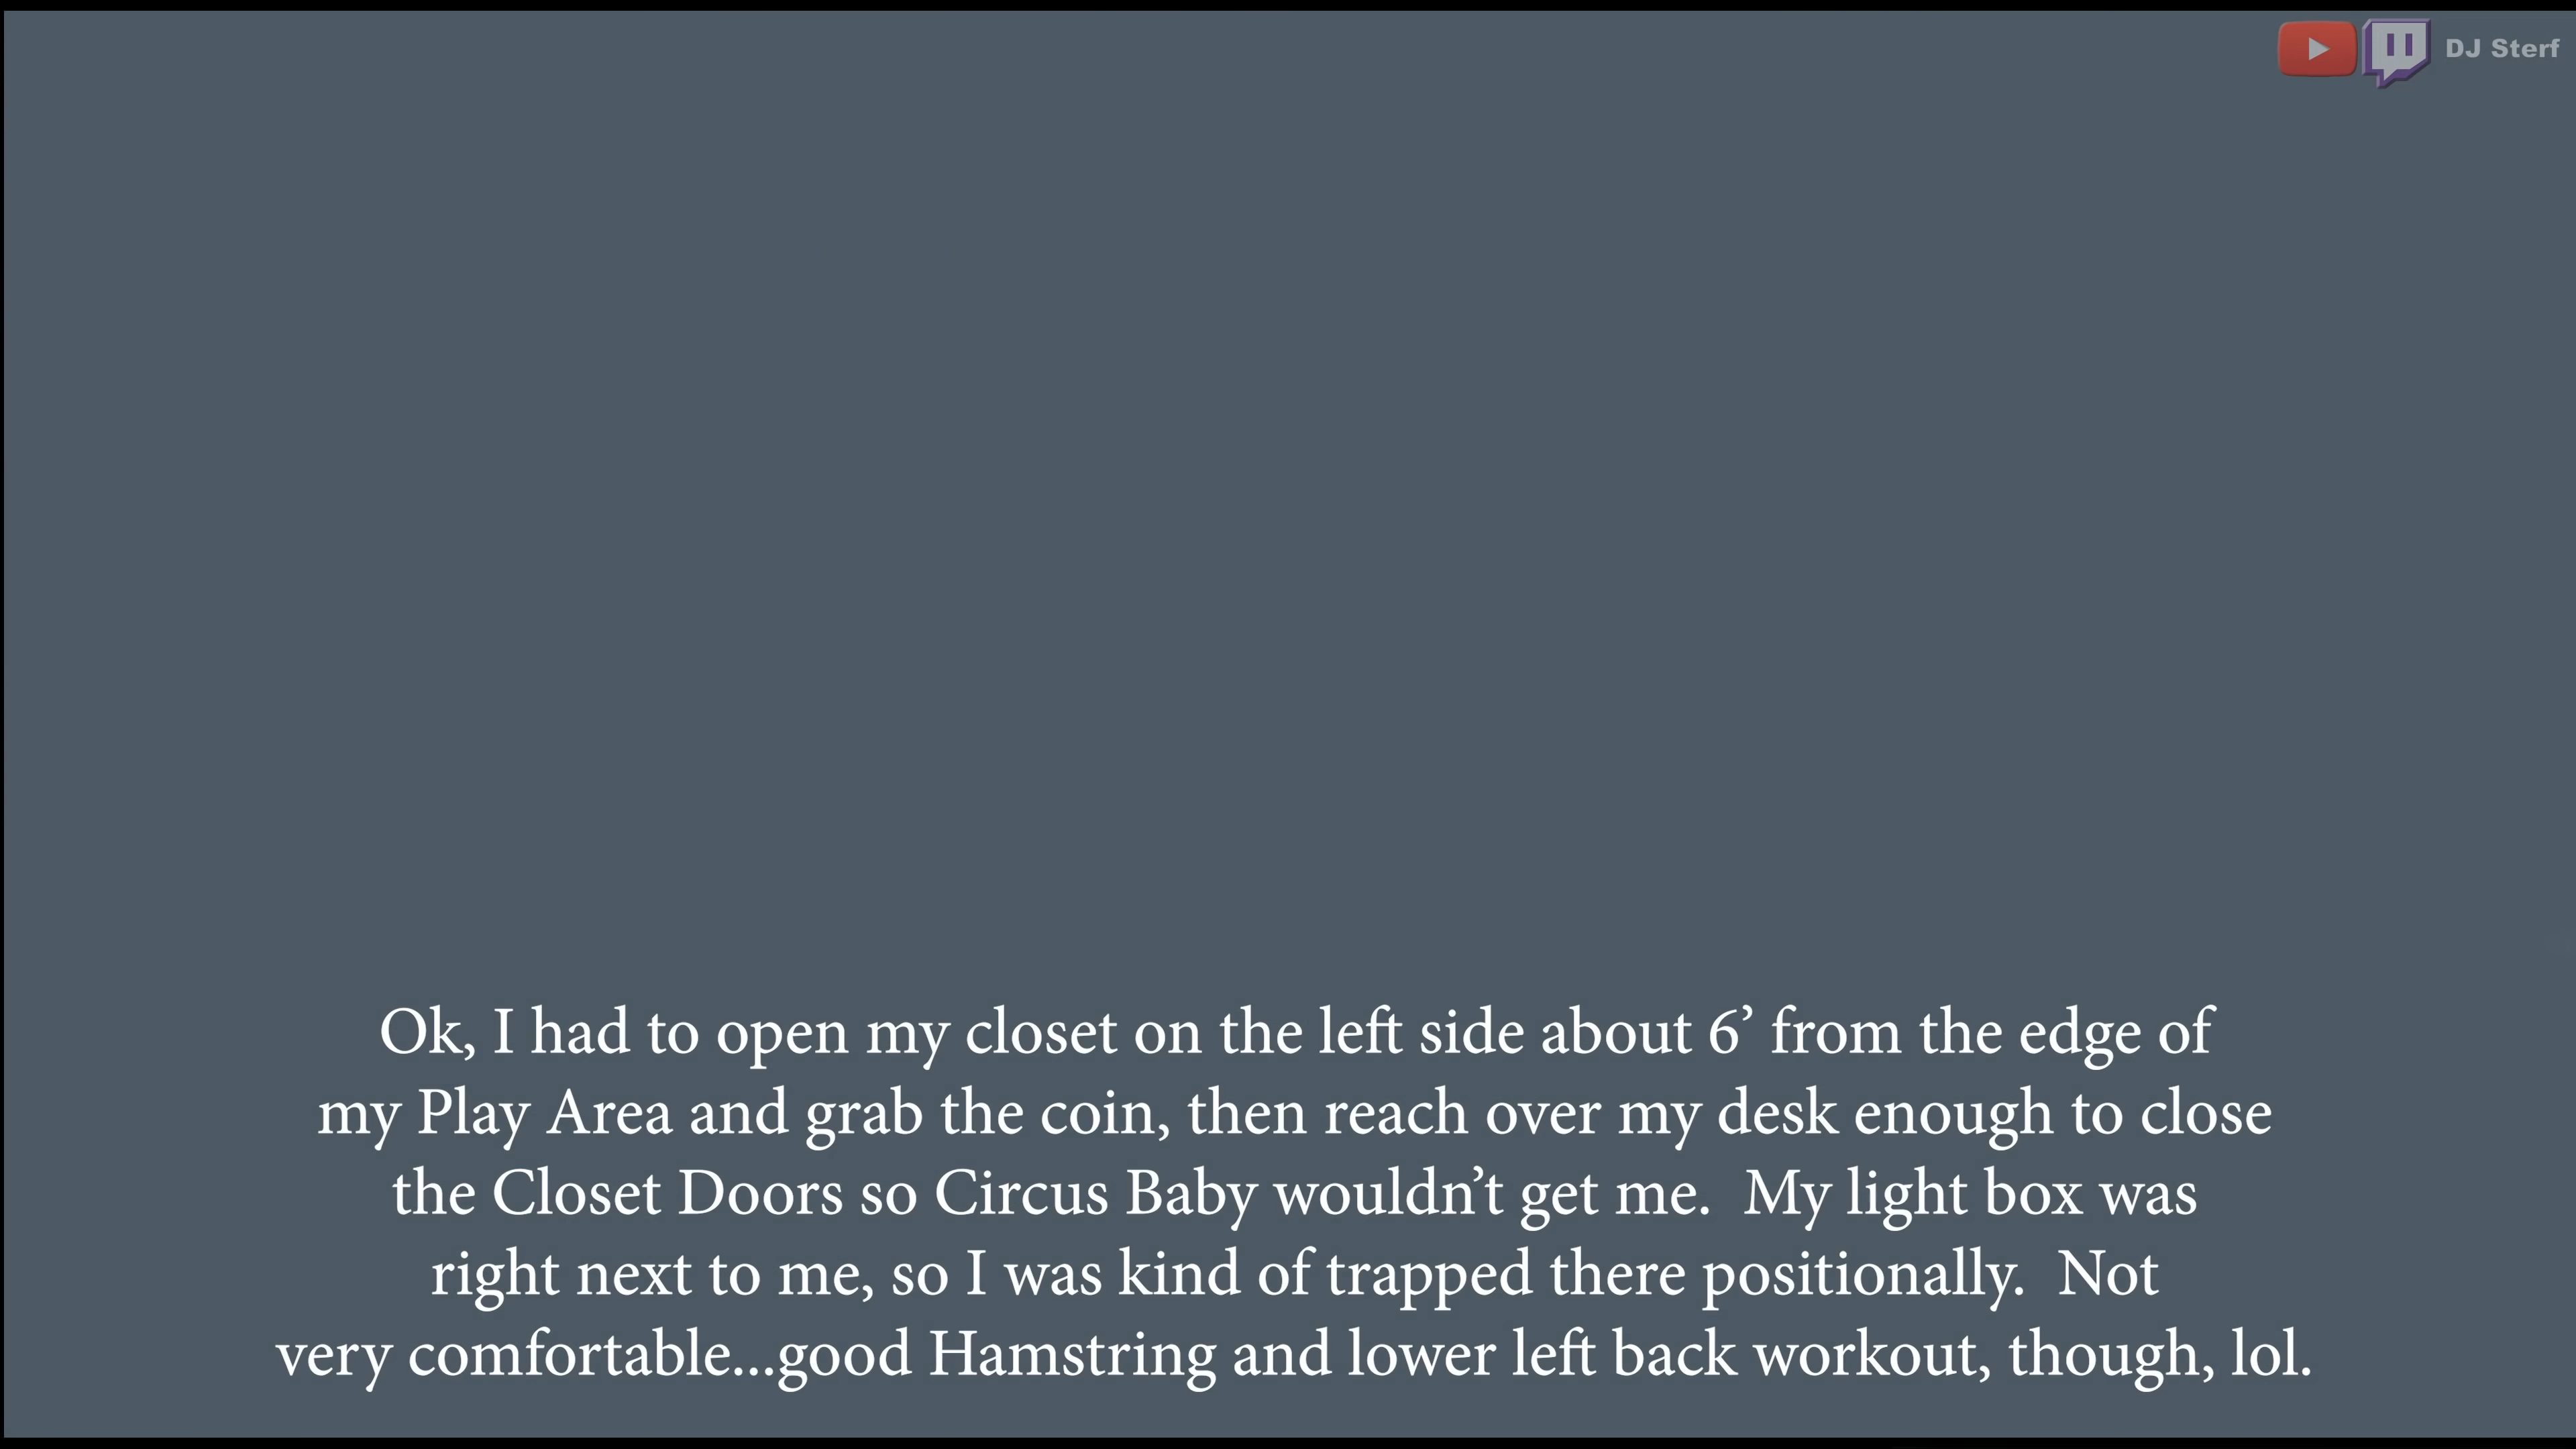 DJ Sterf
Ok, I had to open my closet on the left side about 6’ from the edge of
my Play Area and grab the coin, then reach over my desk enough to close
the Closet Doors so Circus Baby wouldn’t get me.  My light box was
right next to me, so I was kind of trapped there positionally.  Not
very comfortable...good Hamstring and lower left back workout, though, lol.